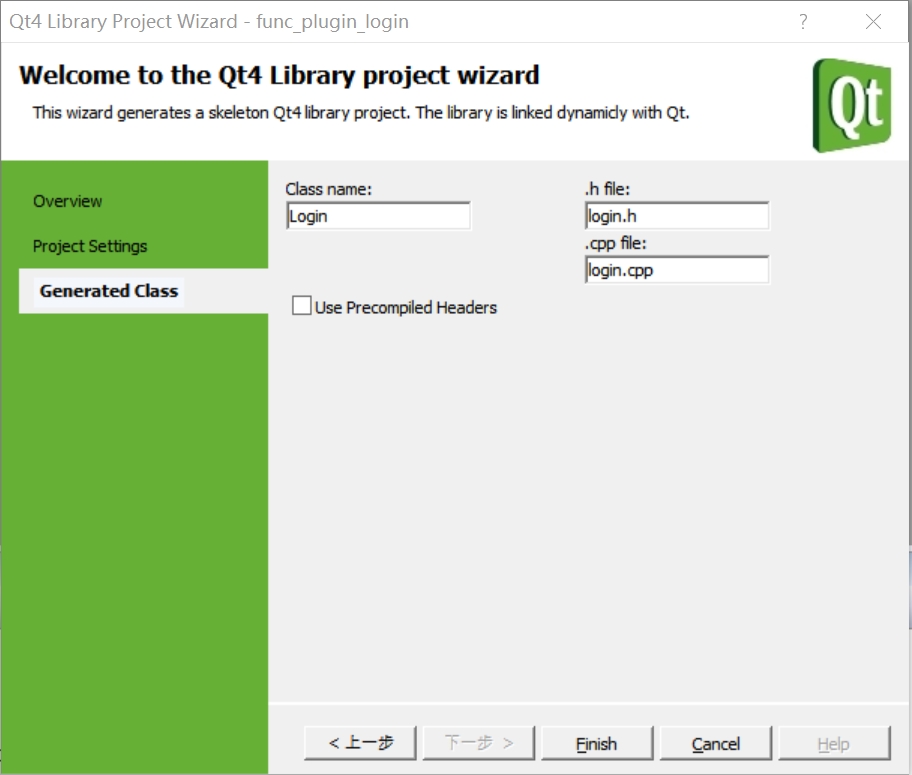 Qt4 Library Project Wizard - func_plugin_login
?
Welcome to the Qt4 Library project wizard
This wizard generates a skeleton Qt4 library project. The library is linked dynamicly with Qt.
Qt
Overview
Project Settings
Generated Class
Class name:
.h file:
Login
login.h
.cpp file:
login.cpp
Use Precompiled Headers
< 上一步
下一步 >
Finish
Cancel
Help